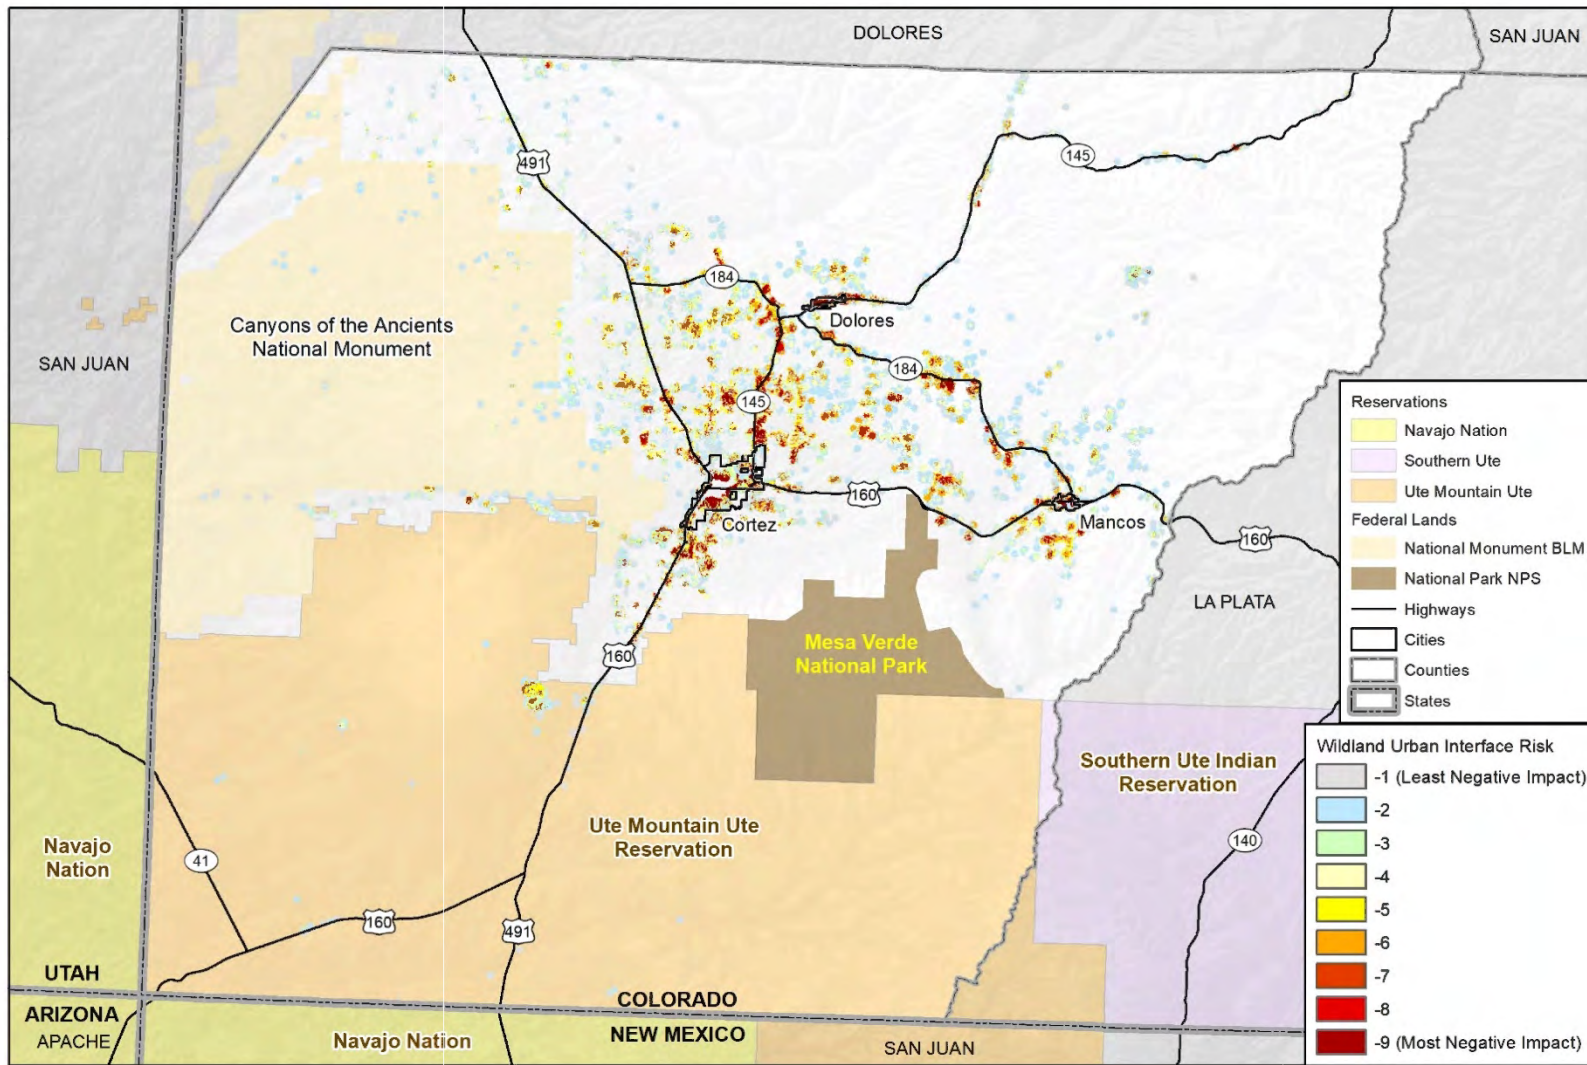 DOLORES
SAN JUAN
491
145
184
Dolores
Canyons of the Ancients
National Monument
SAN JUAN
184
145
160
Cortez
Mancos
160
LA PLATA
Mesa Verde
National Park
160
Southern Ute Indian
Reservation
Ute Mountain Ute
Reservation
Navajo
Nation
41
140
160
491
UTAH
COLORADO
ARIZONA
APACHE
NEW MEXICO
Navajo Nation
SAN JUAN
Reservations
Navajo Nation
Southern Ute
Ute Mountain Ute
Federal Lands
National Monument BLM
National Park NPS
Highways
Cities
Counties
States
Wildland Urban Interface Risk
-1 (Least Negative Impact)
-2
-3
-4
-5
-6
-7
-8
-9 (Most Negative Impact)